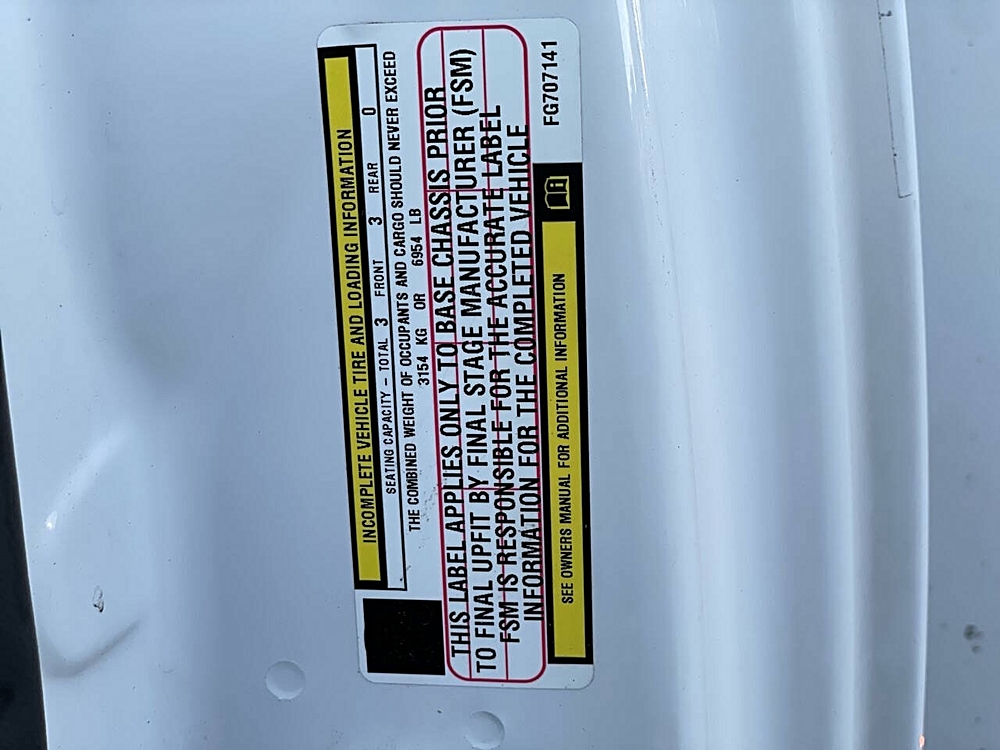 INCOMPLETE VEHICLE TIRE AND LOADING INFORMATION
SEATING CAPACITY – TOTAL 3 FRONT 3 REAR 0
THE COMBINED WEIGHT OF OCCUPANTS AND CARGO SHOULD NEVER EXCEED
3154 KG OR 6954 LB
THIS LABEL APPLIES ONLY TO BASE CHASSIS PRIOR
TO FINAL UPFIT BY FINAL STAGE MANUFACTURER (FSM)
FSM IS RESPONSIBLE FOR THE ACCURATE LABEL
INFORMATION FOR THE COMPLETED VEHICLE
SEE OWNERS MANUAL FOR ADDITIONAL INFORMATION
FG707141